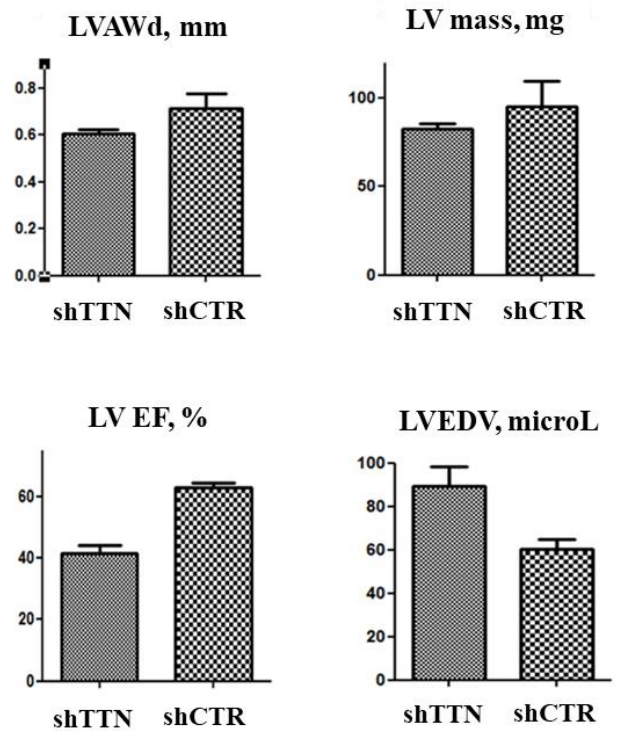 LVAWd, mm
0.8
0.6
0.4
0.2
0.0
shTTN shCTR
LV mass, mg
100
50
0
shTTN shCTR
LV EF, %
60
40
20
0
shTTN shCTR
LVEDV, microL
100
80
60
40
20
0
shTTN shCTR